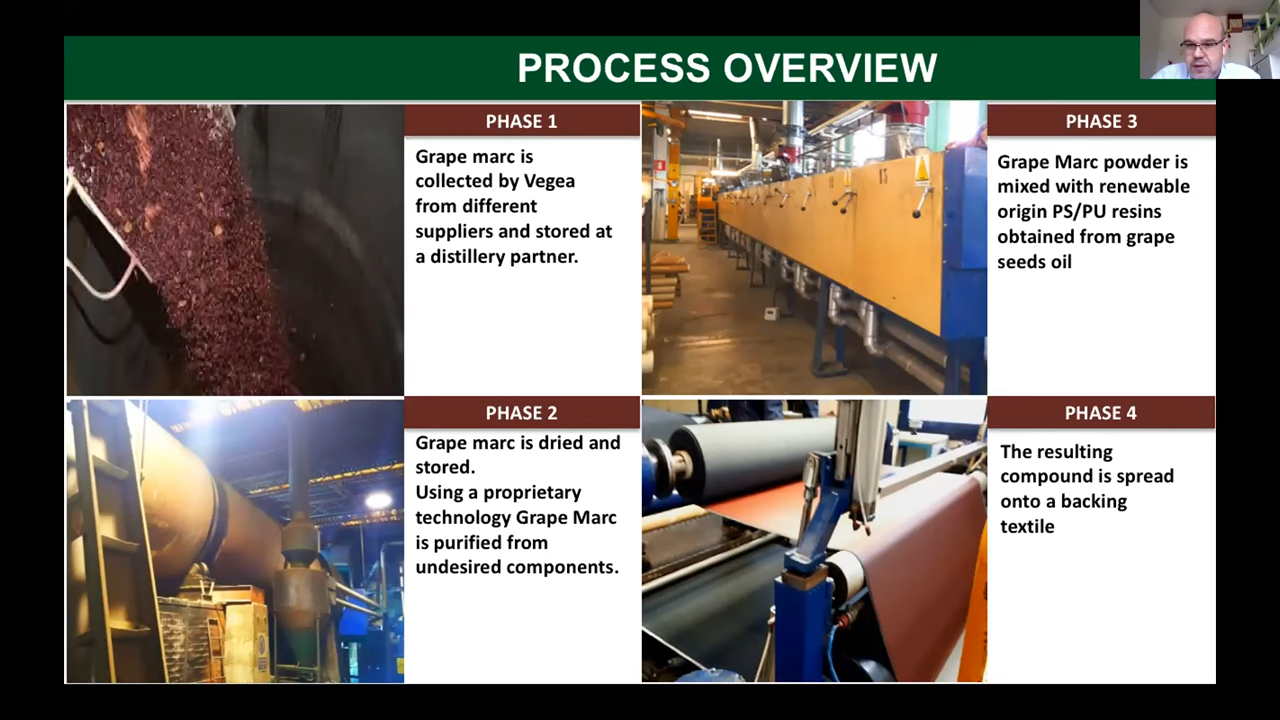 PROCESS OVERVIEW
PHASE 1
Grape marc is
collected by Vegea
from different
suppliers and stored at
a distillery partner.
PHASE 2
Grape marc is dried and
stored.
Using a proprietary
technology Grape Marc
is purified from
undesired components.
PHASE 3
Grape Marc powder is
mixed with renewable
origin PS/PU resins
obtained from grape
seeds oil
PHASE 4
The resulting
compound is spread
onto a backing
textile